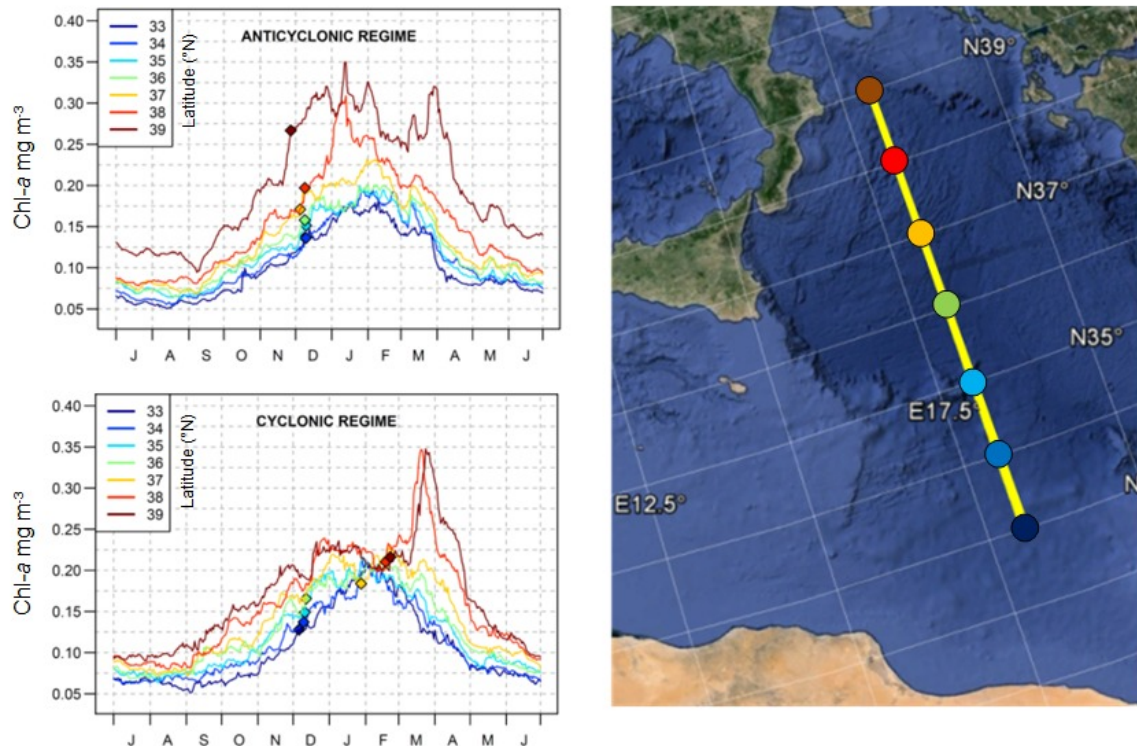 ANTICYCLONIC REGIME
Chl-a mg m-3
0.40
0.35
0.30
0.25
0.20
0.15
0.10
0.05
33
34
35
36
37
38
39
Latitude (°N)
J A S O N D J F M A M J
CYCLONIC REGIME
Chl-a mg m-3
0.40
0.35
0.30
0.25
0.20
0.15
0.10
0.05
33
34
35
36
37
38
39
Latitude (°N)
J A S O N D J F M A M J
N39°
N37°
N35°
E17.5°
E12.5°
N